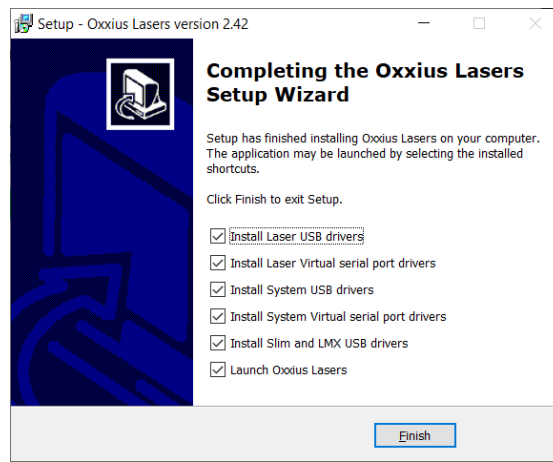 Setup - Oxxius Lasers version 2.42
Completing the Oxxius Lasers
Setup Wizard
Setup has finished installing Oxxius Lasers on your computer.
The application may be launched by selecting the installed
shortcuts.
Click Finish to exit Setup.
Install Laser USB drivers
Install Laser Virtual serial port drivers
Install System USB drivers
Install System Virtual serial port drivers
Install Slim and LMX USB drivers
Launch Oxxius Lasers
Finish